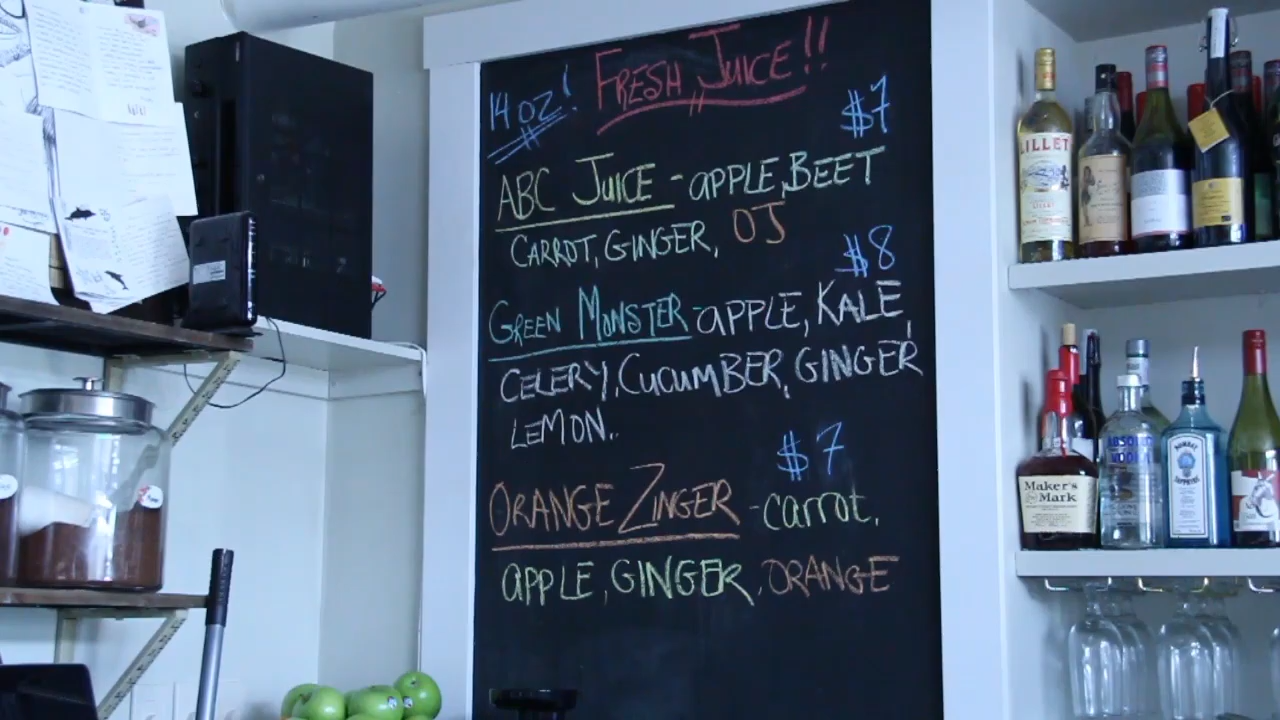 FRESH JUICE!!
14 OZ!
$7
ABC JUICE - APPLE, BEET
CARROT, GINGER, OJ
$8
GREEN MONSTER - APPLE, KALE,
CELERY, CUCUMBER, GINGER
LEMON..
$7
ORANGE ZINGER - carrot,
APPLE, GINGER, ORANGE
LILLET
Maker's
Mark
ABSOLUT
VODKA
BOMBAY
SAPPHIRE